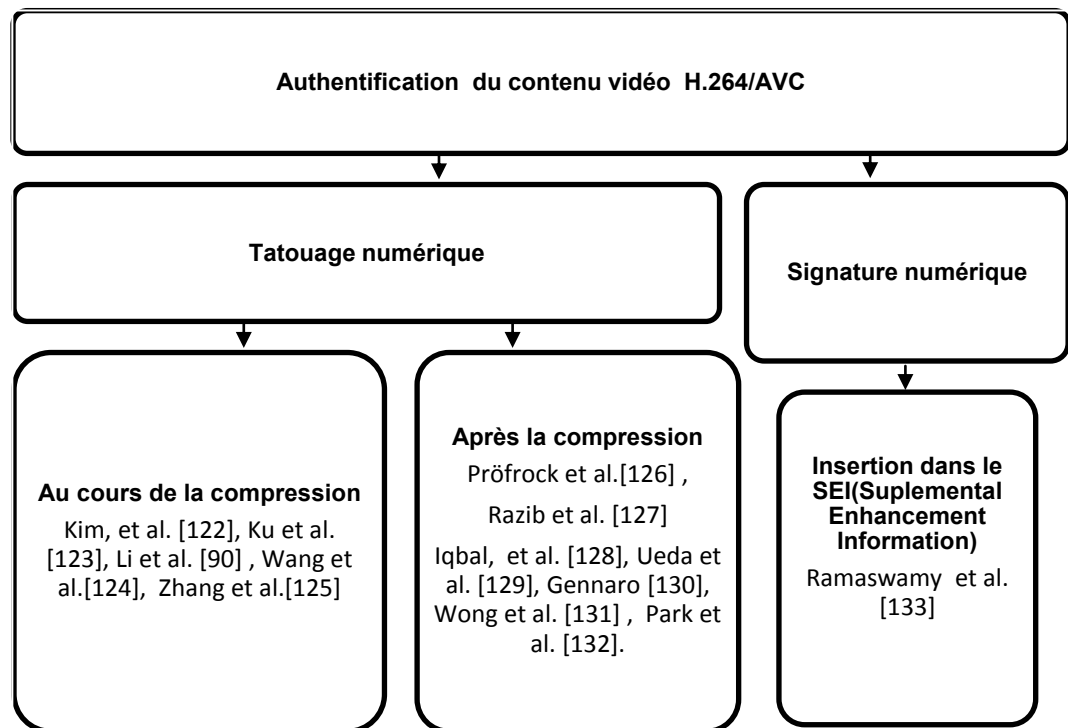 Authentification du contenu vidéo H.264/AVC
Tatouage numérique
Signature numérique
Au cours de la compression
Kim, et al. [122], Ku et al.
[123], Li et al. [90] , Wang et
al.[124], Zhang et al.[125]
Après la compression
Pröfrock et al.[126] ,
Razib et al. [127]
Iqbal, et al. [128], Ueda et
al. [129], Gennaro [130],
Wong et al. [131] , Park et
al. [132].
Insertion dans le
SEI(Suplemental
Enhancement
Information)
Ramaswamy et al.
[133]